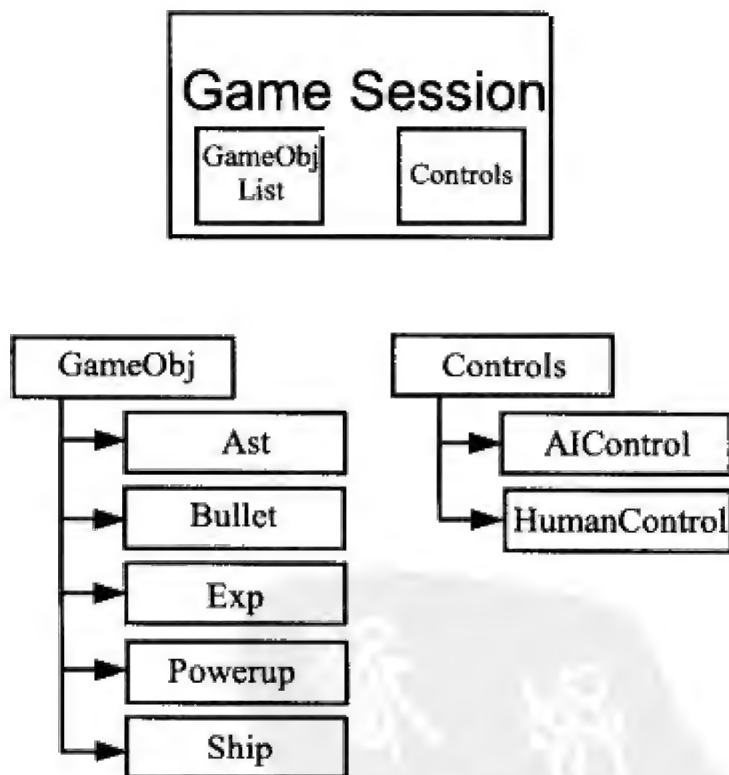 Game Session
GameObj
List
Controls
GameObj
Controls
Ast
AIControl
Bullet
HumanControl
Exp
Powerup
Ship